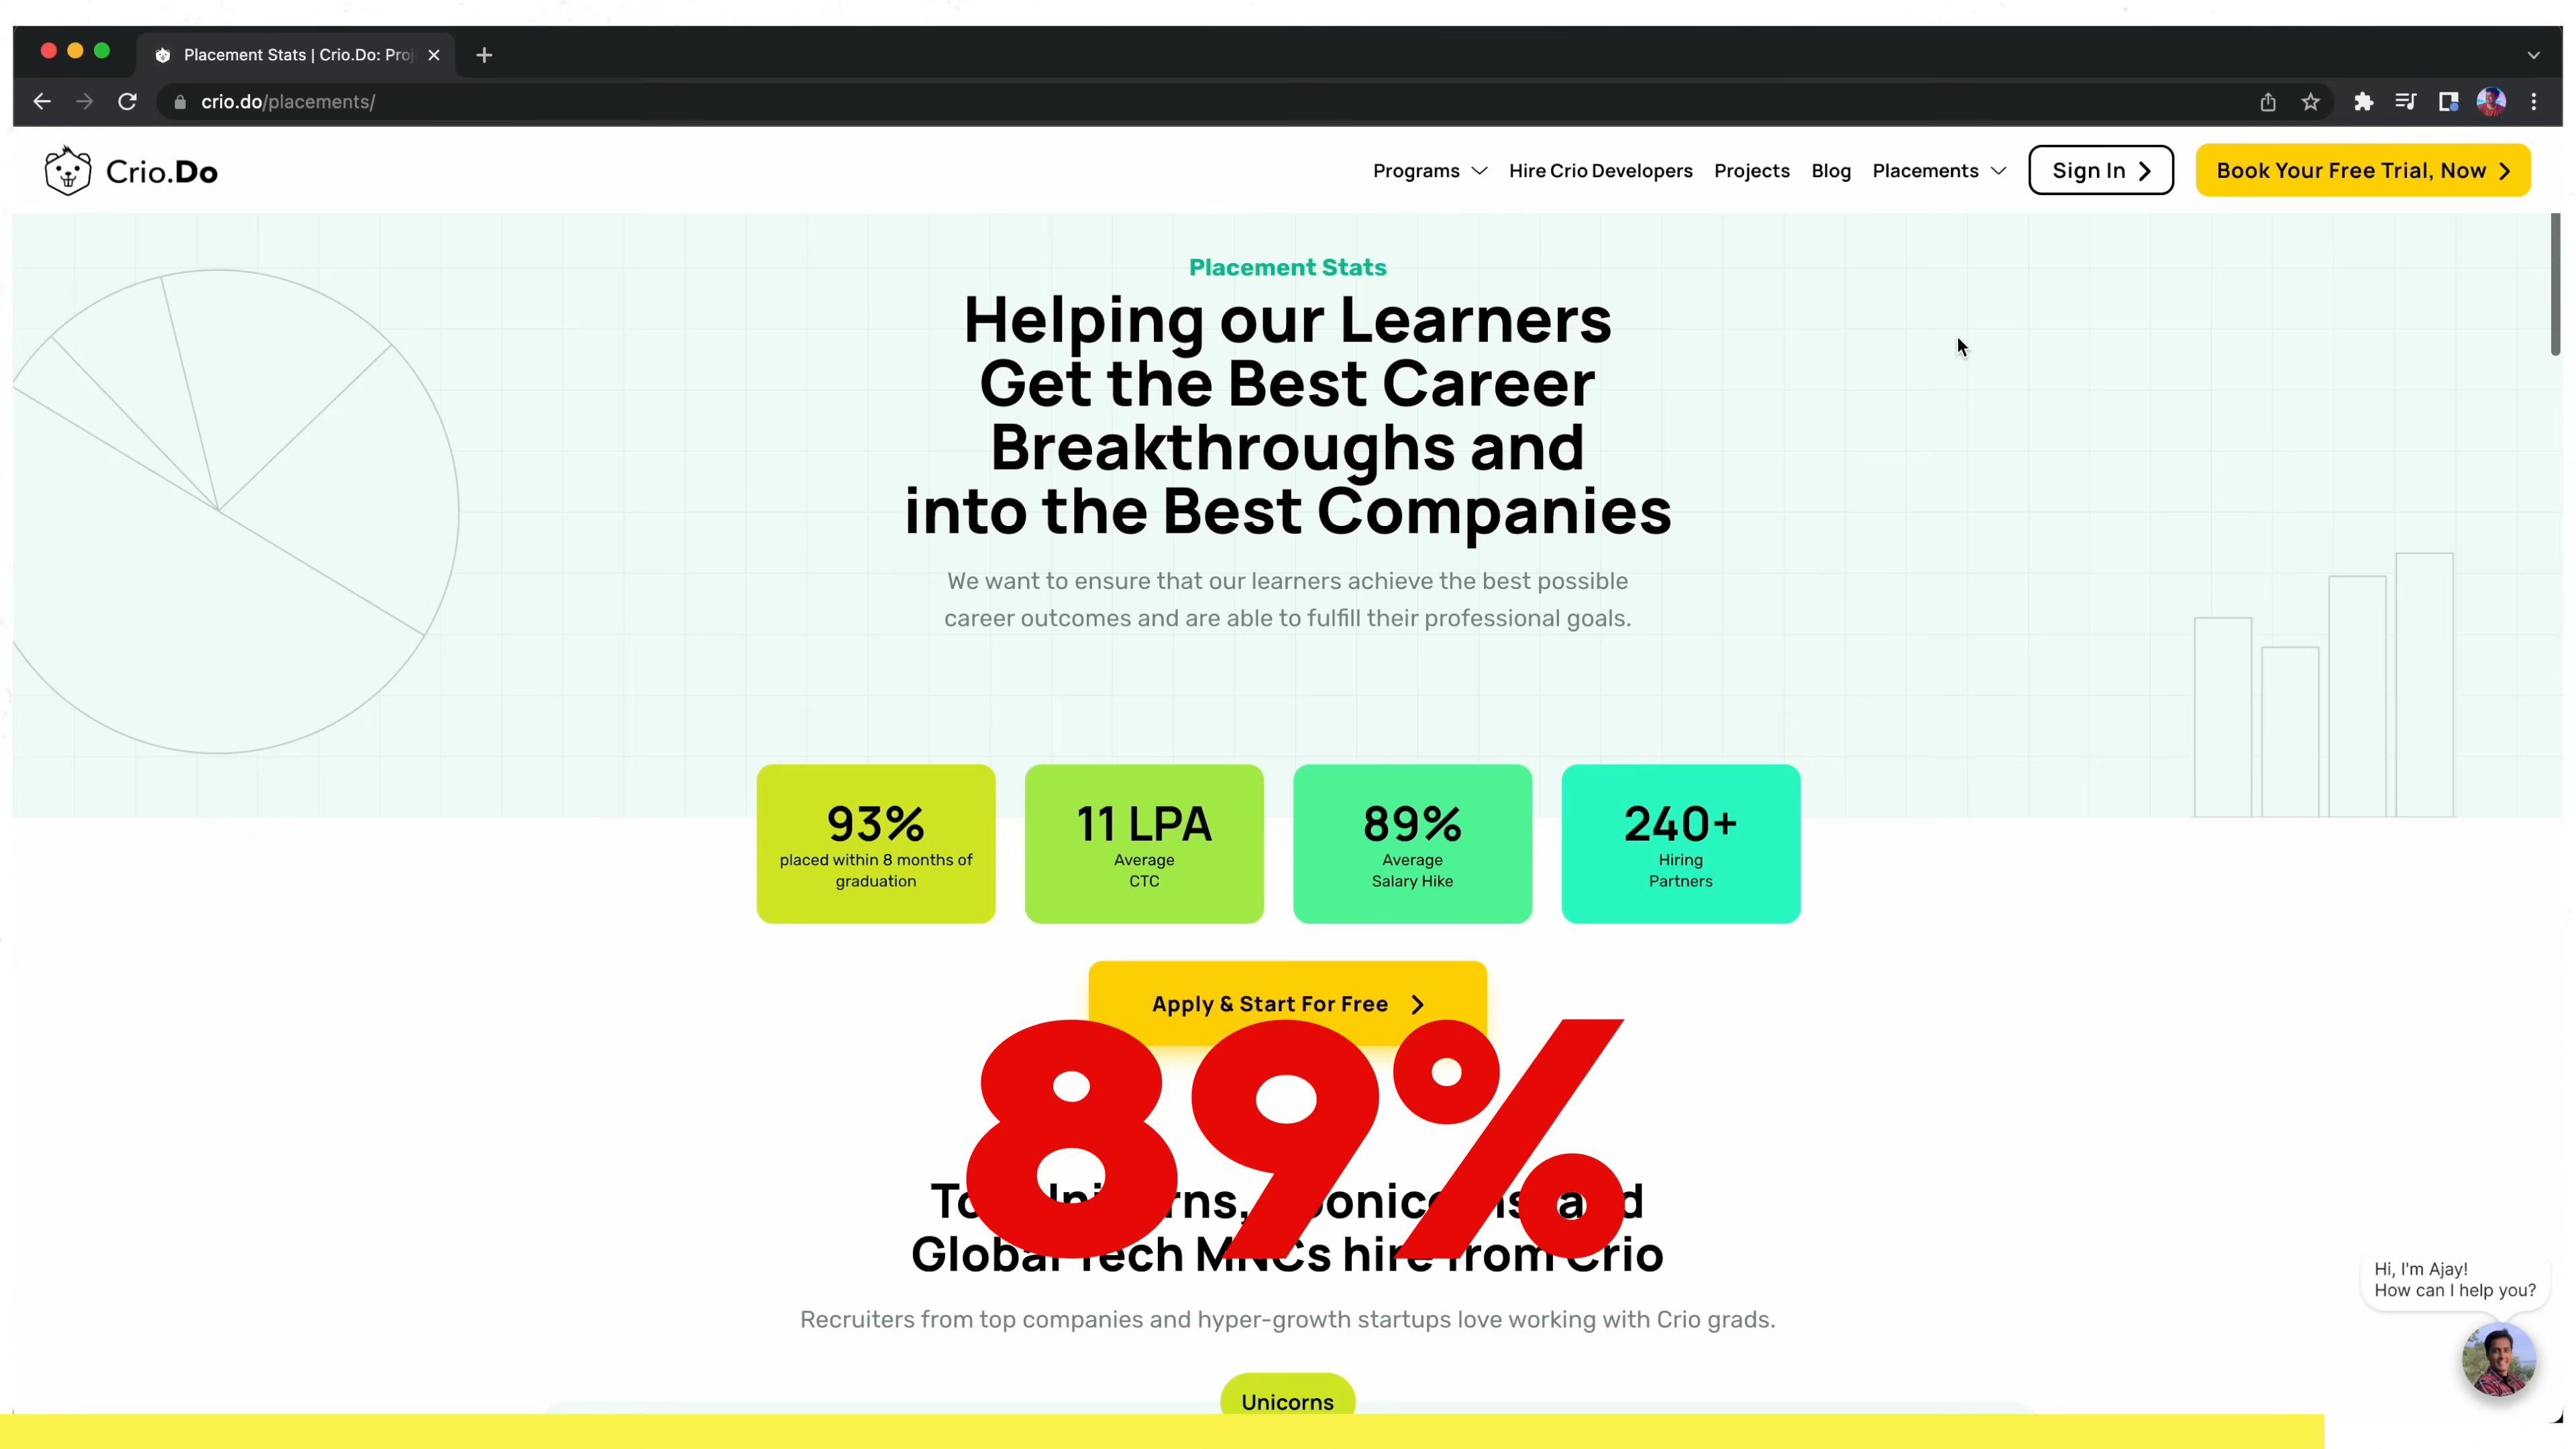 Placement Stats | Crio.Do: Proj
crio.do/placements/
Crio.Do
Programs
Hire Crio Developers
Projects
Blog
Placements
Sign In
Book Your Free Trial, Now
Placement Stats
Helping our Learners
Get the Best Career
Breakthroughs and
into the Best Companies
We want to ensure that our learners achieve the best possible
career outcomes and are able to fulfill their professional goals.
93%
placed within 8 months of
graduation
11 LPA
Average
CTC
89%
Average
Salary Hike
240+
Hiring
Partners
Apply & Start For Free
89%
Global Tech MNCs hire from Crio
Recruiters from top companies and hyper-growth startups love working with Crio grads.
Unicorns
Hi, I'm Ajay!
How can I help you?